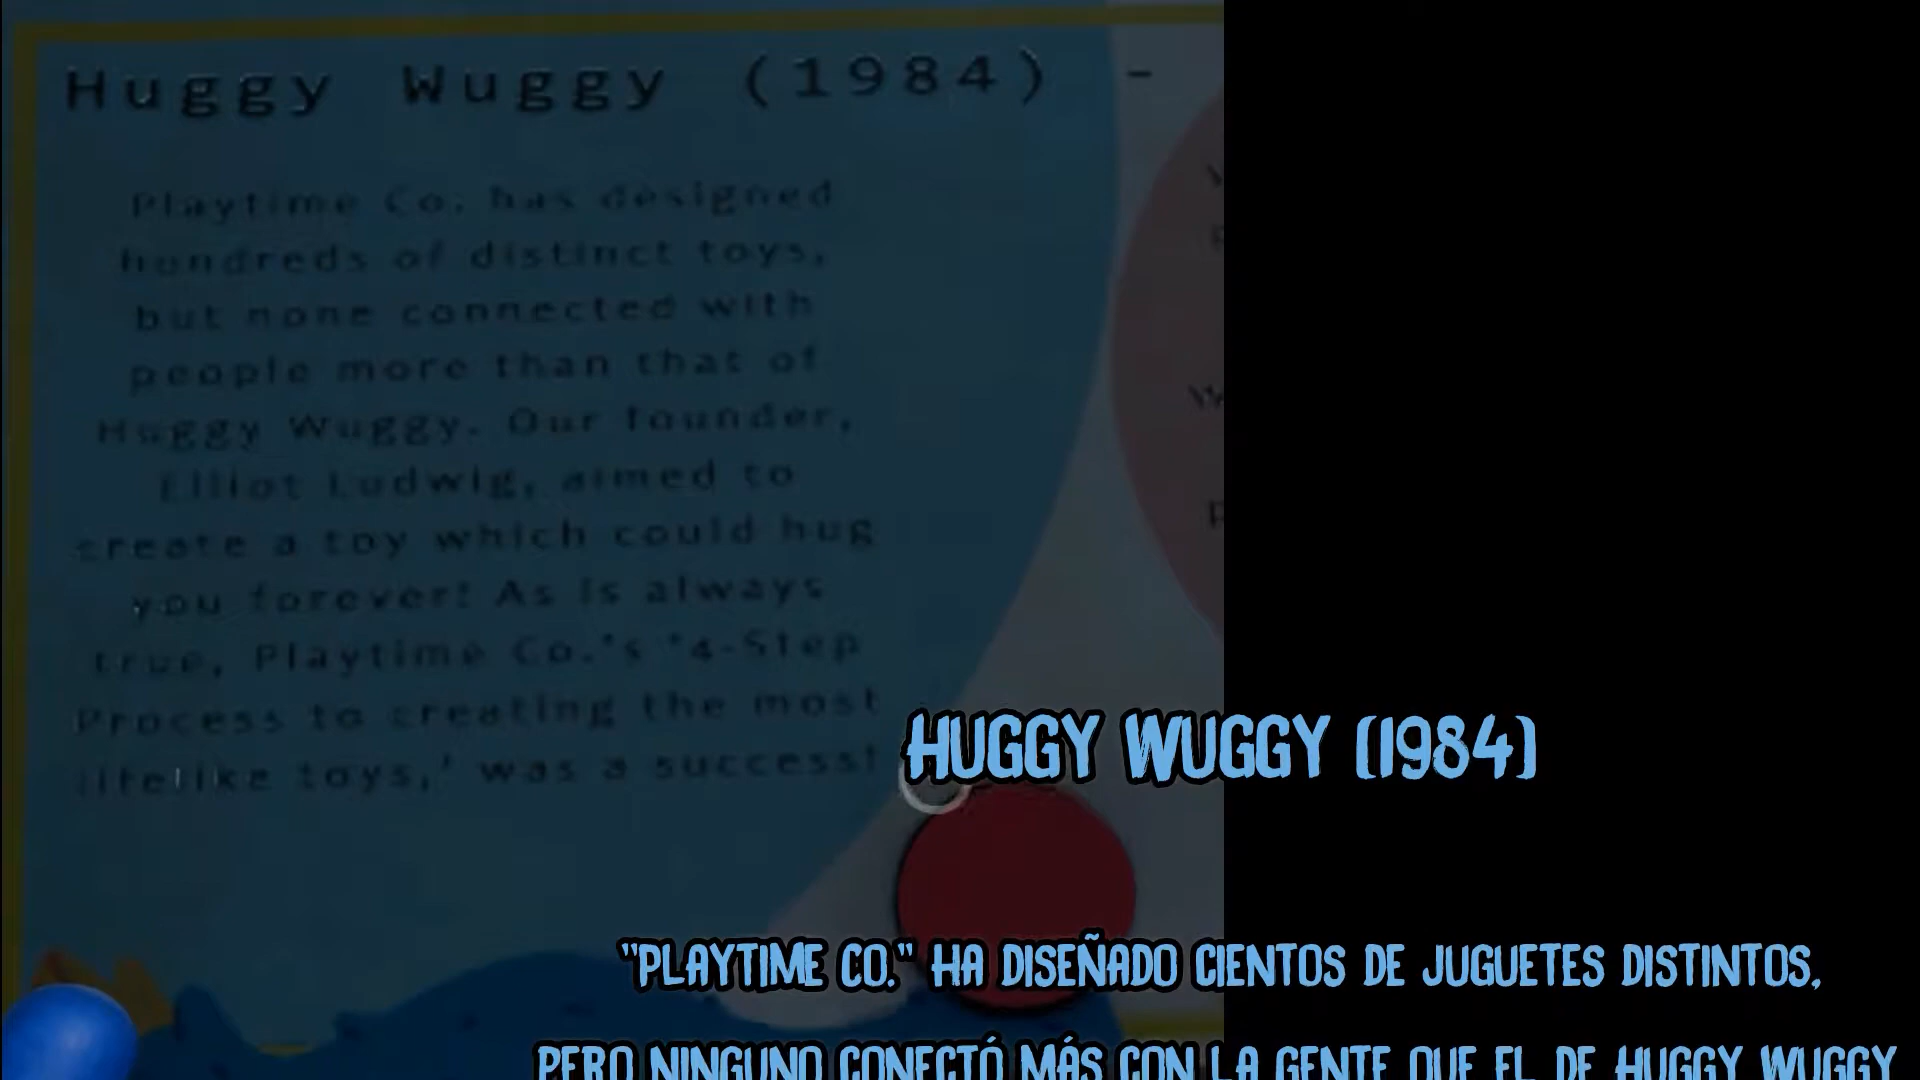 Huggy Wuggy (1984) -
Playtime Co. has designed
hundreds of distinct toys,
but none connected with
people more than that of
Huggy Wuggy. Our founder,
Elliot Ludwig, aimed to
create a toy which could hug
you forever! As is always
true, Playtime Co.'s "4-Step
Process to creating the most
lifelike toys,' was a success!
HUGGY WUGGY (1984)
"PLAYTIME CO." HA DISEÑADO CIENTOS DE JUGUETES DISTINTOS,
PERO NINGUNO CONECTÓ MÁS CON LA GENTE QUE EL DE HUGGY WUGGY